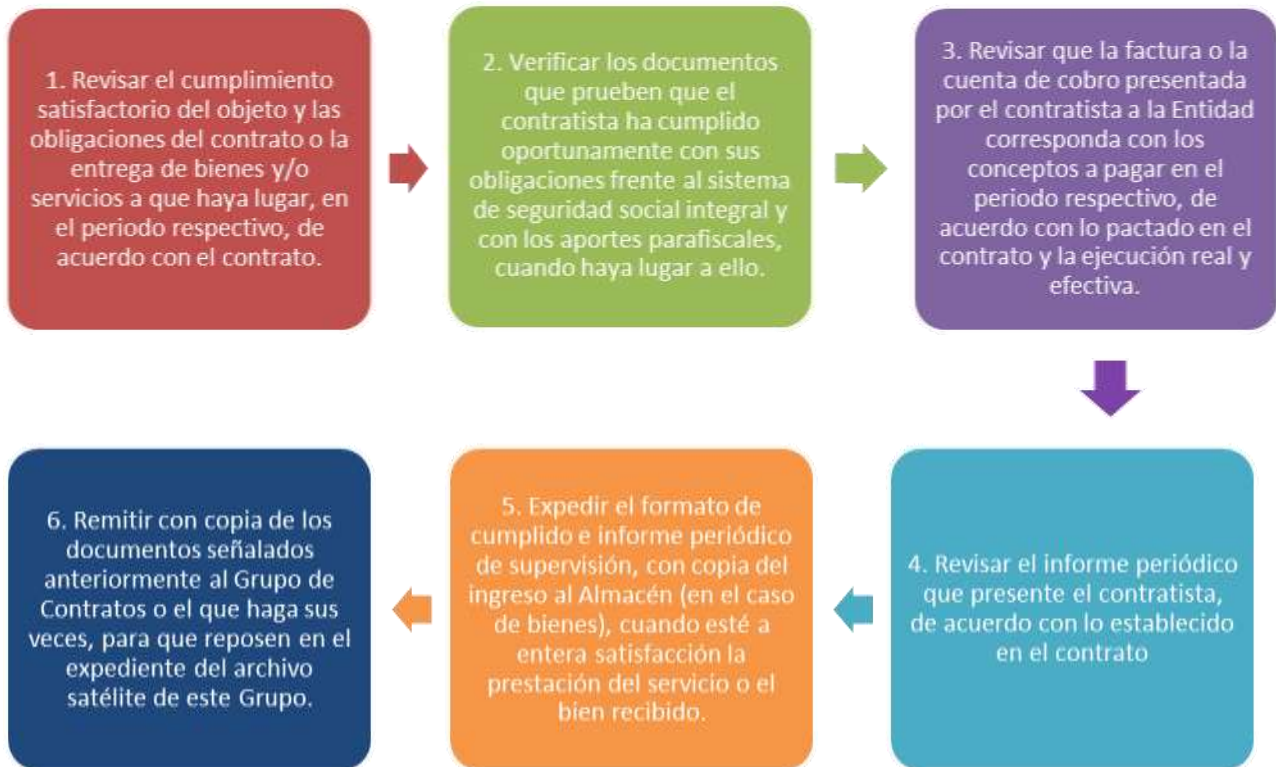 1. Revisar el cumplimiento
satisfactorio del objeto y las
obligaciones del contrato o la
entrega de bienes y/o
servicios a que haya lugar, en
el periodo respectivo, de
acuerdo con el contrato.
2. Verificar los documentos
que prueben que el
contratista ha cumplido
oportunamente con sus
obligaciones frente al sistema
de seguridad social integral y
con los aportes parafiscales,
cuando haya lugar a ello.
3. Revisar que la factura o la
cuenta de cobro presentada
por el contratista a la Entidad
corresponda con los
conceptos a pagar en el
periodo respectivo, de
acuerdo con lo pactado en el
contrato y la ejecución real y
efectiva.
4. Revisar el informe periódico
que presente el contratista,
de acuerdo con lo establecido
en el contrato
5. Expedir el formato de
cumplido e informe periódico
de supervisión, con copia del
ingreso al Almacén (en el caso
de bienes), cuando esté a
entera satisfacción la
prestación del servicio o el
bien recibido.
6. Remitir con copia de los
documentos señalados
anteriormente al Grupo de
Contratos o el que haga sus
veces, para que reposen en el
expediente del archivo
satélite de este Grupo.